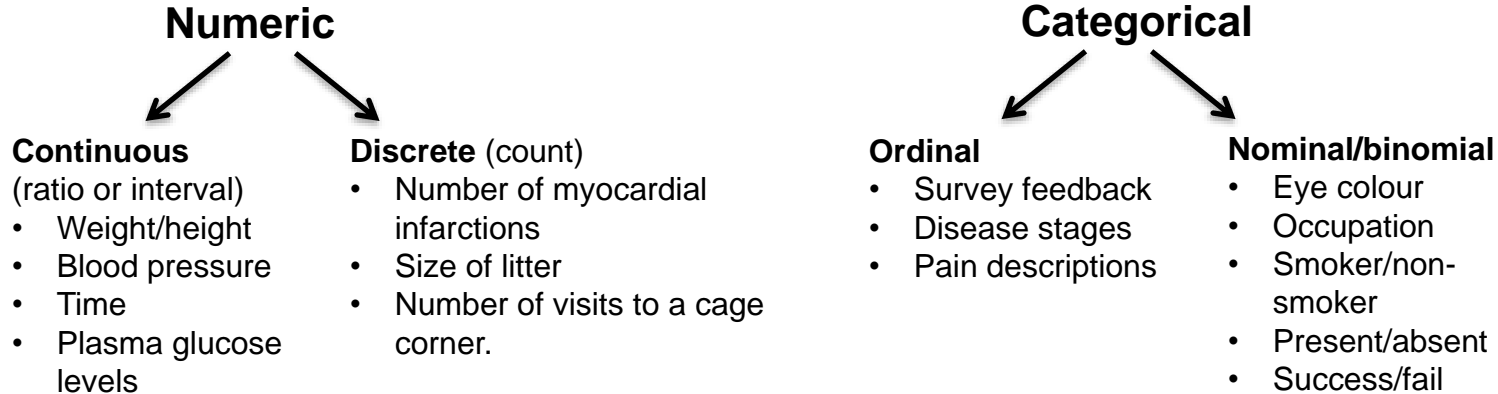 Numeric
Categorical
Continuous
(ratio or interval)
• Weight/height
• Blood pressure
• Time
• Plasma glucose
levels
Discrete (count)
• Number of myocardial
infarctions
• Size of litter
• Number of visits to a cage
corner.
Ordinal
• Survey feedback
• Disease stages
• Pain descriptions
Nominal/binomial
• Eye colour
• Occupation
• Smoker/non-
smoker
• Present/absent
• Success/fail